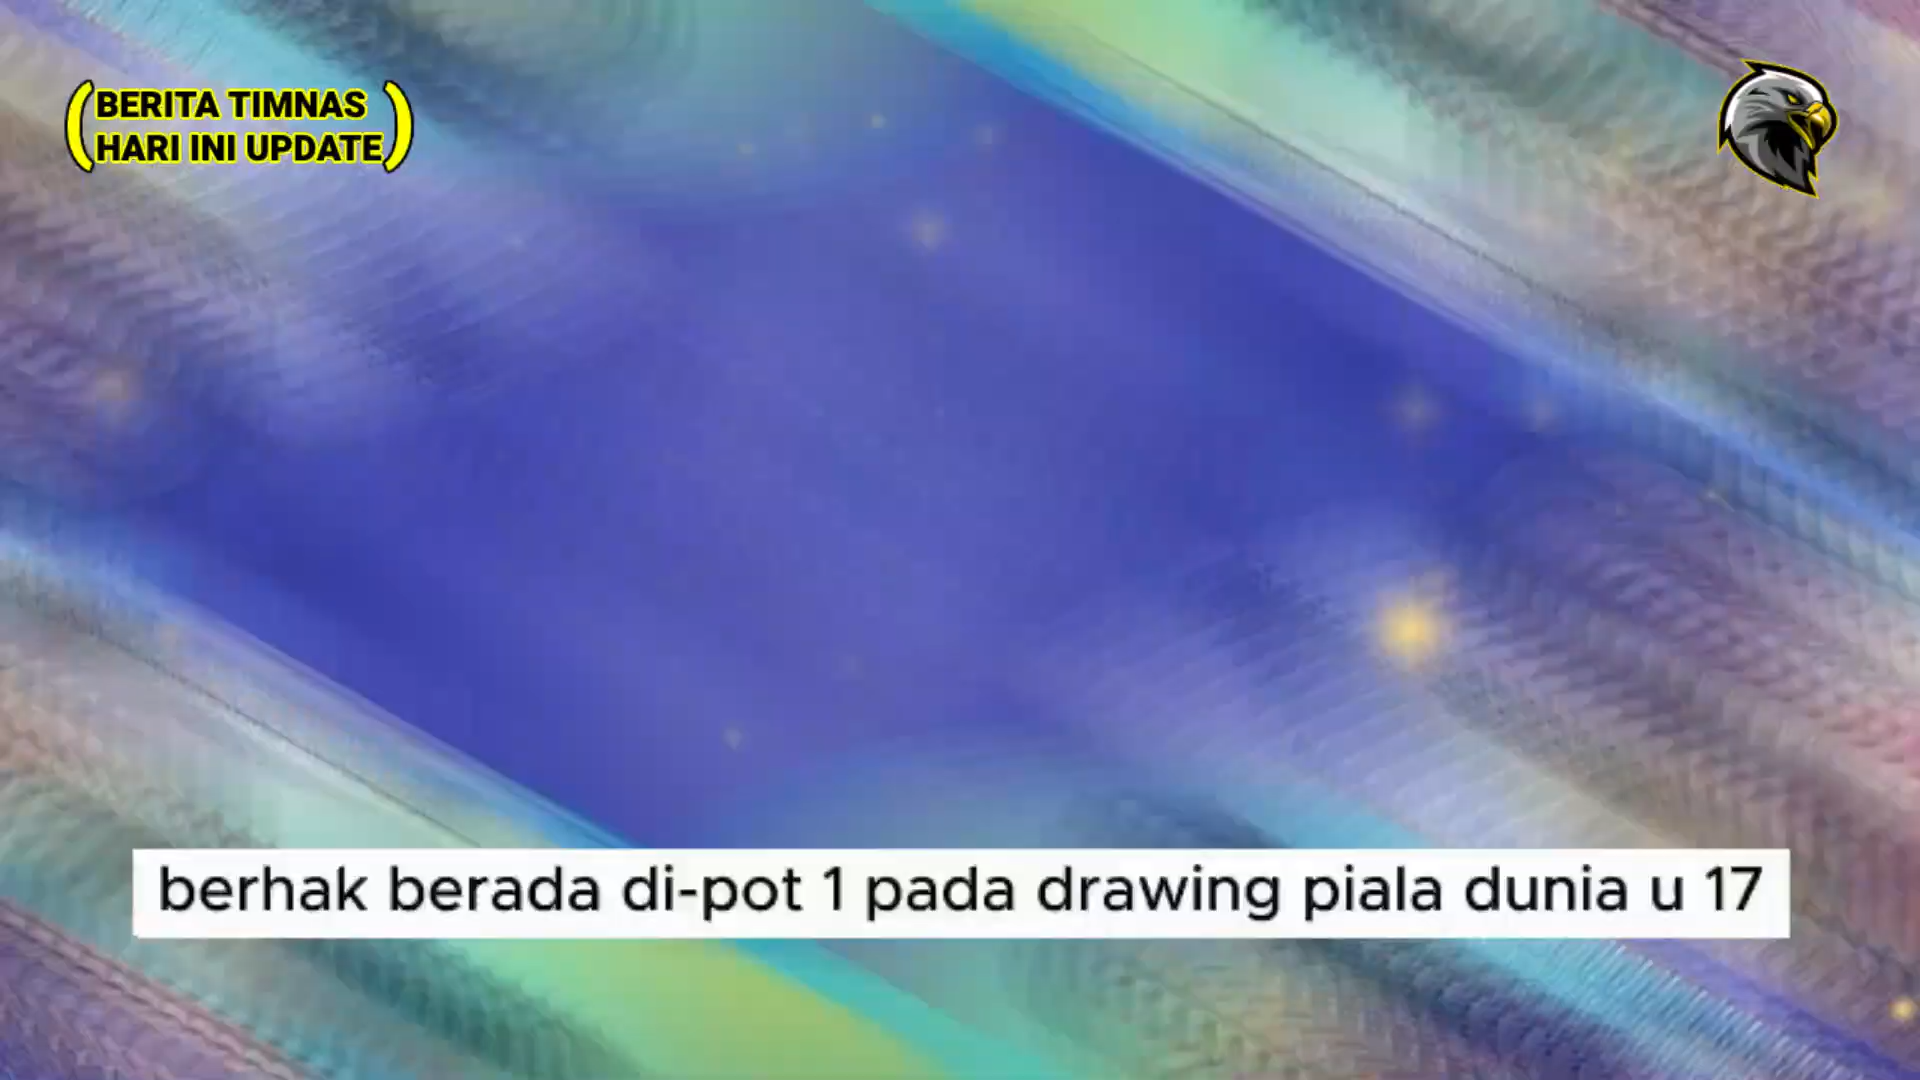 (BERITA TIMNAS
HARI INI UPDATE)
berhak berada di-pot 1 pada drawing piala dunia u 17